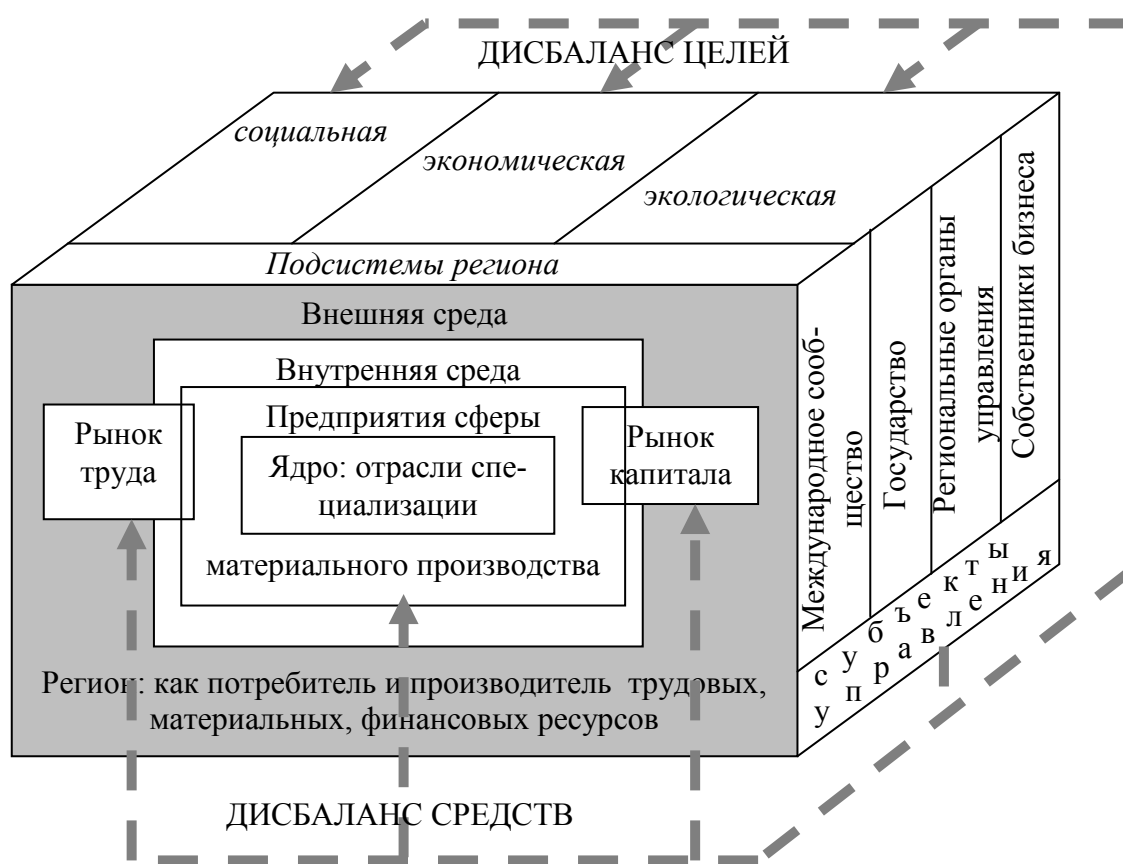 ДИСБАЛАНС ЦЕЛЕЙ
социальная
экономическая
экологическая
Подсистемы региона
Внешняя среда
Внутренняя среда
Предприятия сферы
Рынок
труда
Ядро: отрасли спе-
циализации
Рынок
капитала
материального производства
Регион: как потребитель и производитель трудовых,
материальных, финансовых ресурсов
Международное сооб-
щество
Государство
Региональные органы
управления
Собственники бизнеса
субъекты
управления
ДИСБАЛАНС СРЕДСТВ